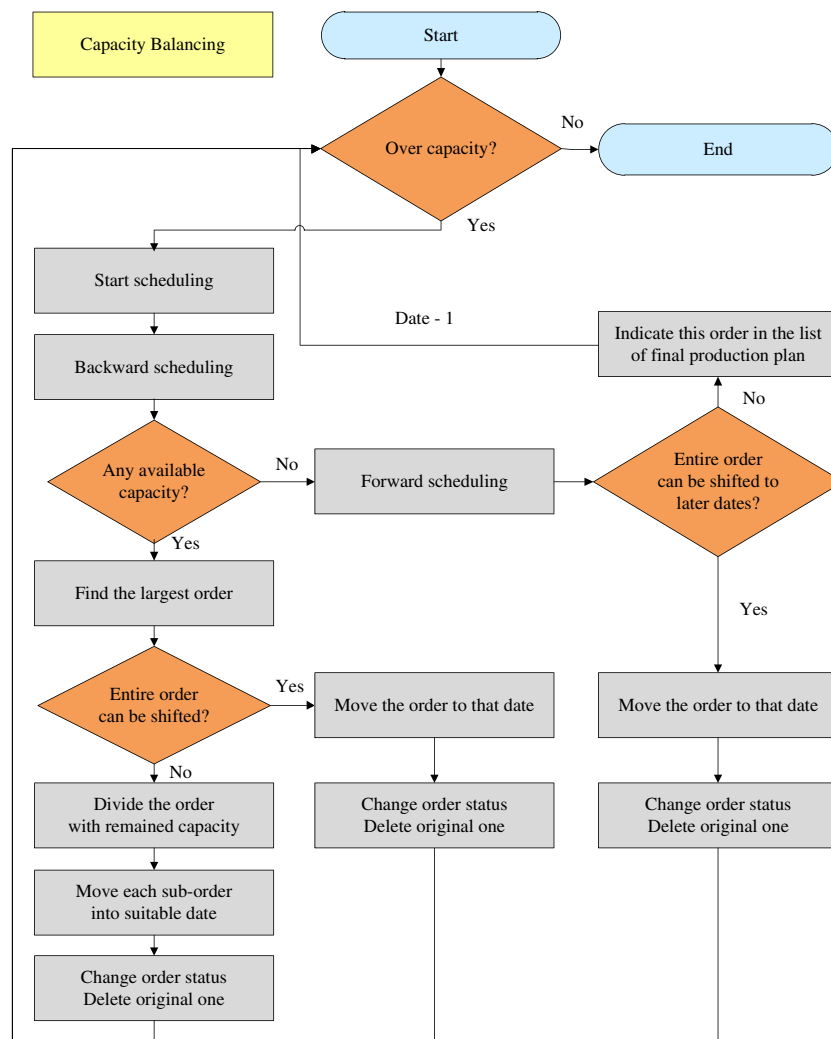 Capacity Balancing
Start
Over capacity?
No
End
Yes
Start scheduling
Date - 1
Indicate this order in the list
of final production plan
Backward scheduling
No
Any available
capacity?
No
Forward scheduling
Entire order
can be shifted to
later dates?
Yes
Find the largest order
Yes
Entire order
can be shifted?
Yes
Move the order to that date
Move the order to that date
No
Divide the order
with remained capacity
Change order status
Delete original one
Change order status
Delete original one
Move each sub-order
into suitable date
Change order status
Delete original one